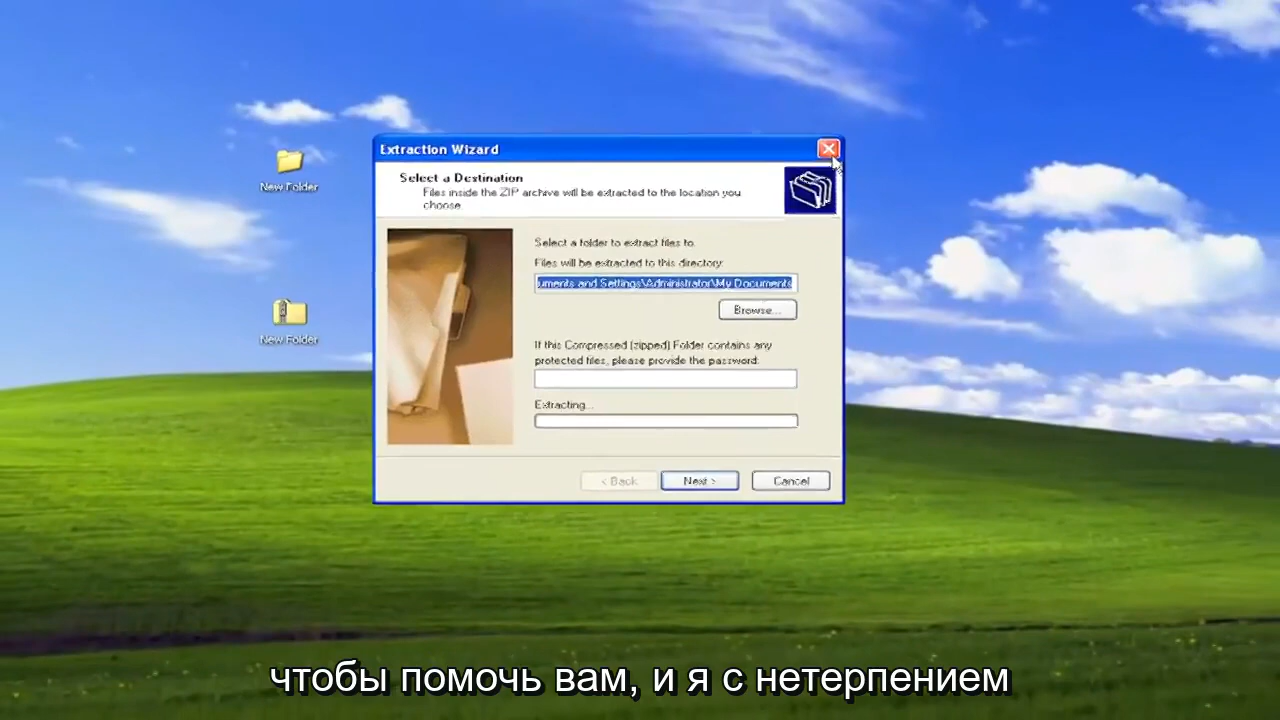 Extraction Wizard
Select a Destination
Files inside the ZIP archive will be extracted to the location you
choose
New Folder
Select a folder to extract files to.
Files will be extracted to this directory:
uments and Settings\Administrator\My Documents
Browse...
New Folder
If this Compressed (zipped) Folder contains any
protected files, please provide the password.
Extracting...
< Back Next > Cancel
чтобы помочь вам, и я с нетерпением